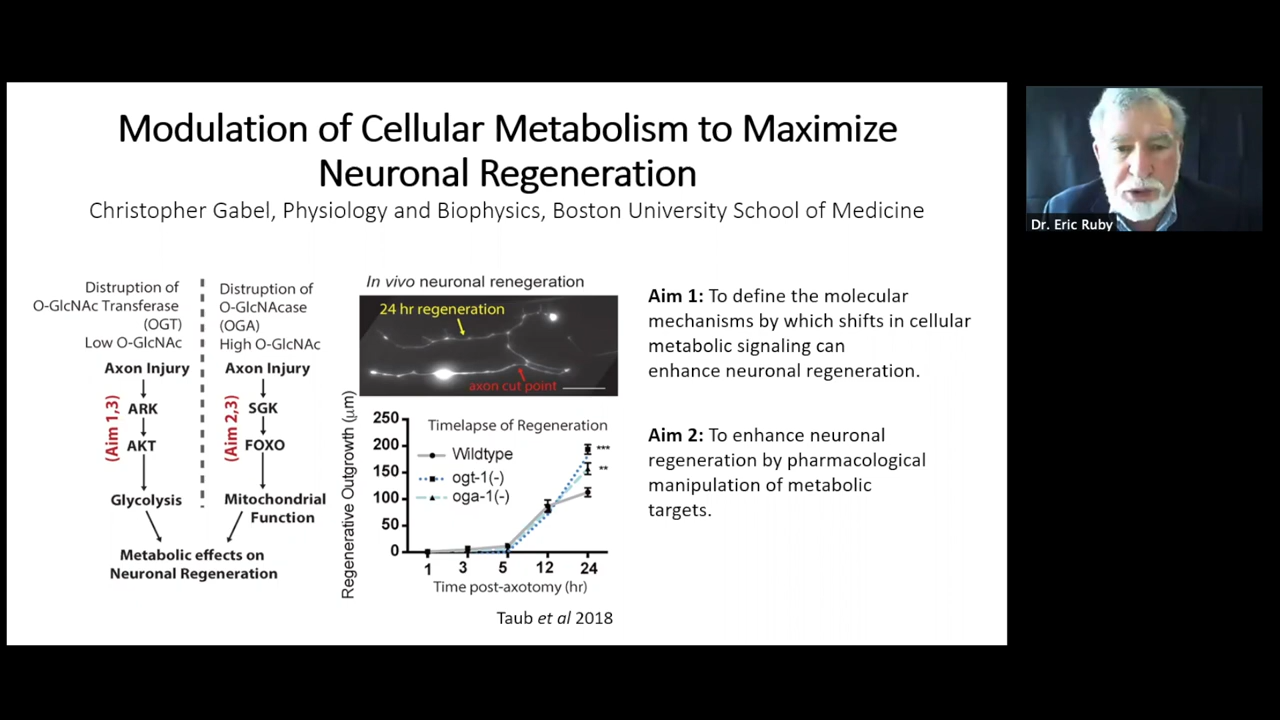 Modulation of Cellular Metabolism to Maximize
Neuronal Regeneration
Christopher Gabel, Physiology and Biophysics, Boston University School of Medicine
Dr. Eric Ruby
Distruption of
O-GlcNAc Transferase
(OGT)
Low O-GlcNAc
Axon Injury
ARK
AKT
(Aim 1,3)
Glycolysis
Distruption of
O-GlcNAcase
(OGA)
High O-GlcNAc
Axon Injury
SGK
FOXO
(Aim 2,3)
Mitochondrial
Function
Metabolic effects on
Neuronal Regeneration
In vivo neuronal renegeration
24 hr regeneration
axon cut point
Regenerative Outgrowth (μm)
Timelapse of Regeneration
250
200
150
100
50
0
Wildtype
ogt-1(-)
oga-1(-)
***
**
1 3 5 12 24
Time post-axotomy (hr)
Taub et al 2018
Aim 1: To define the molecular
mechanisms by which shifts in cellular
metabolic signaling can
enhance neuronal regeneration.
Aim 2: To enhance neuronal
regeneration by pharmacological
manipulation of metabolic
targets.